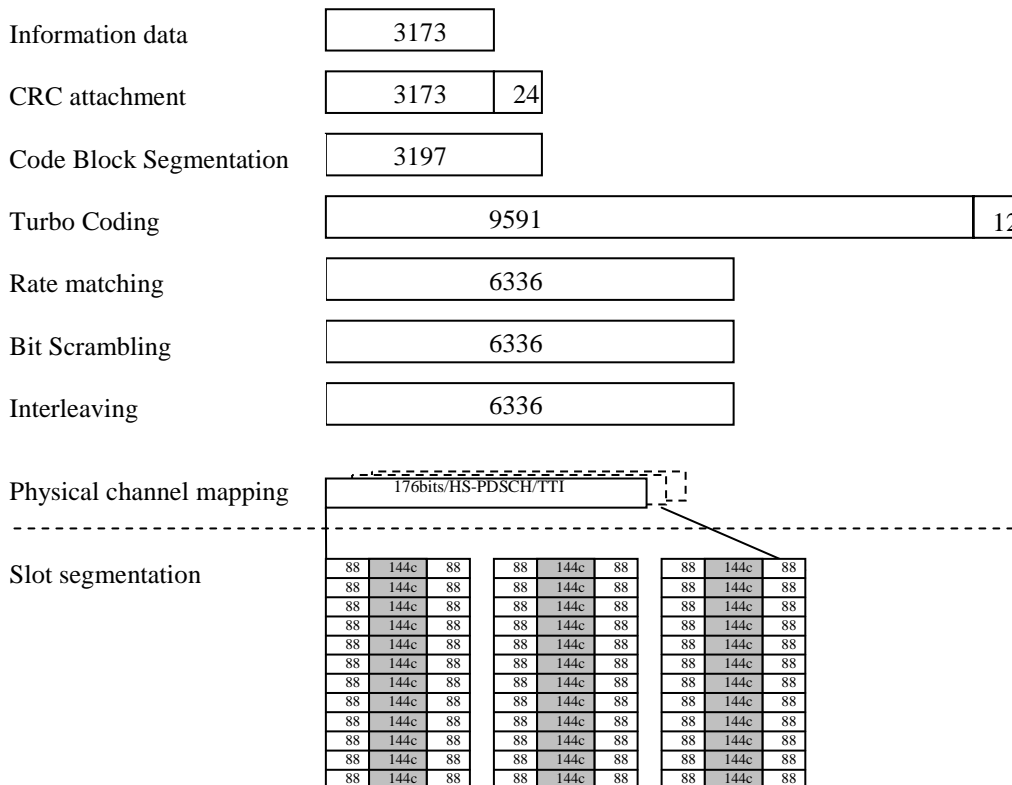 Information data 3173
CRC attachment 3173 24
Code Block Segmentation 3197
Turbo Coding 9591 12
Rate matching 6336
Bit Scrambling 6336
Interleaving 6336
Physical channel mapping 176bits/HS-PDSCH/TTI
Slot segmentation
88 144c 88 88 144c 88 88 144c 88
88 144c 88 88 144c 88 88 144c 88
88 144c 88 88 144c 88 88 144c 88
88 144c 88 88 144c 88 88 144c 88
88 144c 88 88 144c 88 88 144c 88
88 144c 88 88 144c 88 88 144c 88
88 144c 88 88 144c 88 88 144c 88
88 144c 88 88 144c 88 88 144c 88
88 144c 88 88 144c 88 88 144c 88
88 144c 88 88 144c 88 88 144c 88
88 144c 88 88 144c 88 88 144c 88
88 144c 88 88 144c 88 88 144c 88